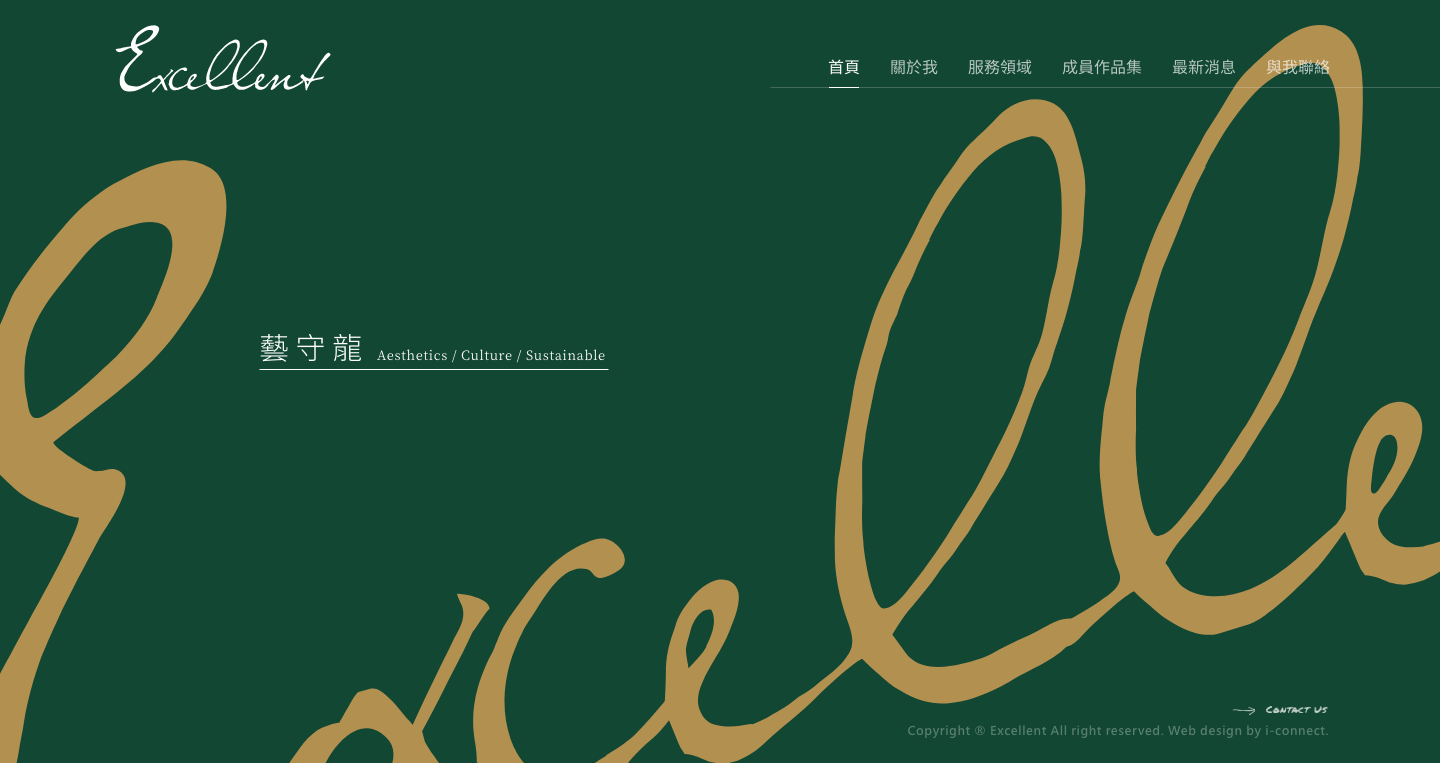 Excellent
首頁 關於我 服務領域 成員作品集 最新消息 與我聯絡
藝守龍 Aesthetics / Culture / Sustainable
Excelle
Contact Us
Copyright ® Excellent All right reserved. Web design by i-connect.